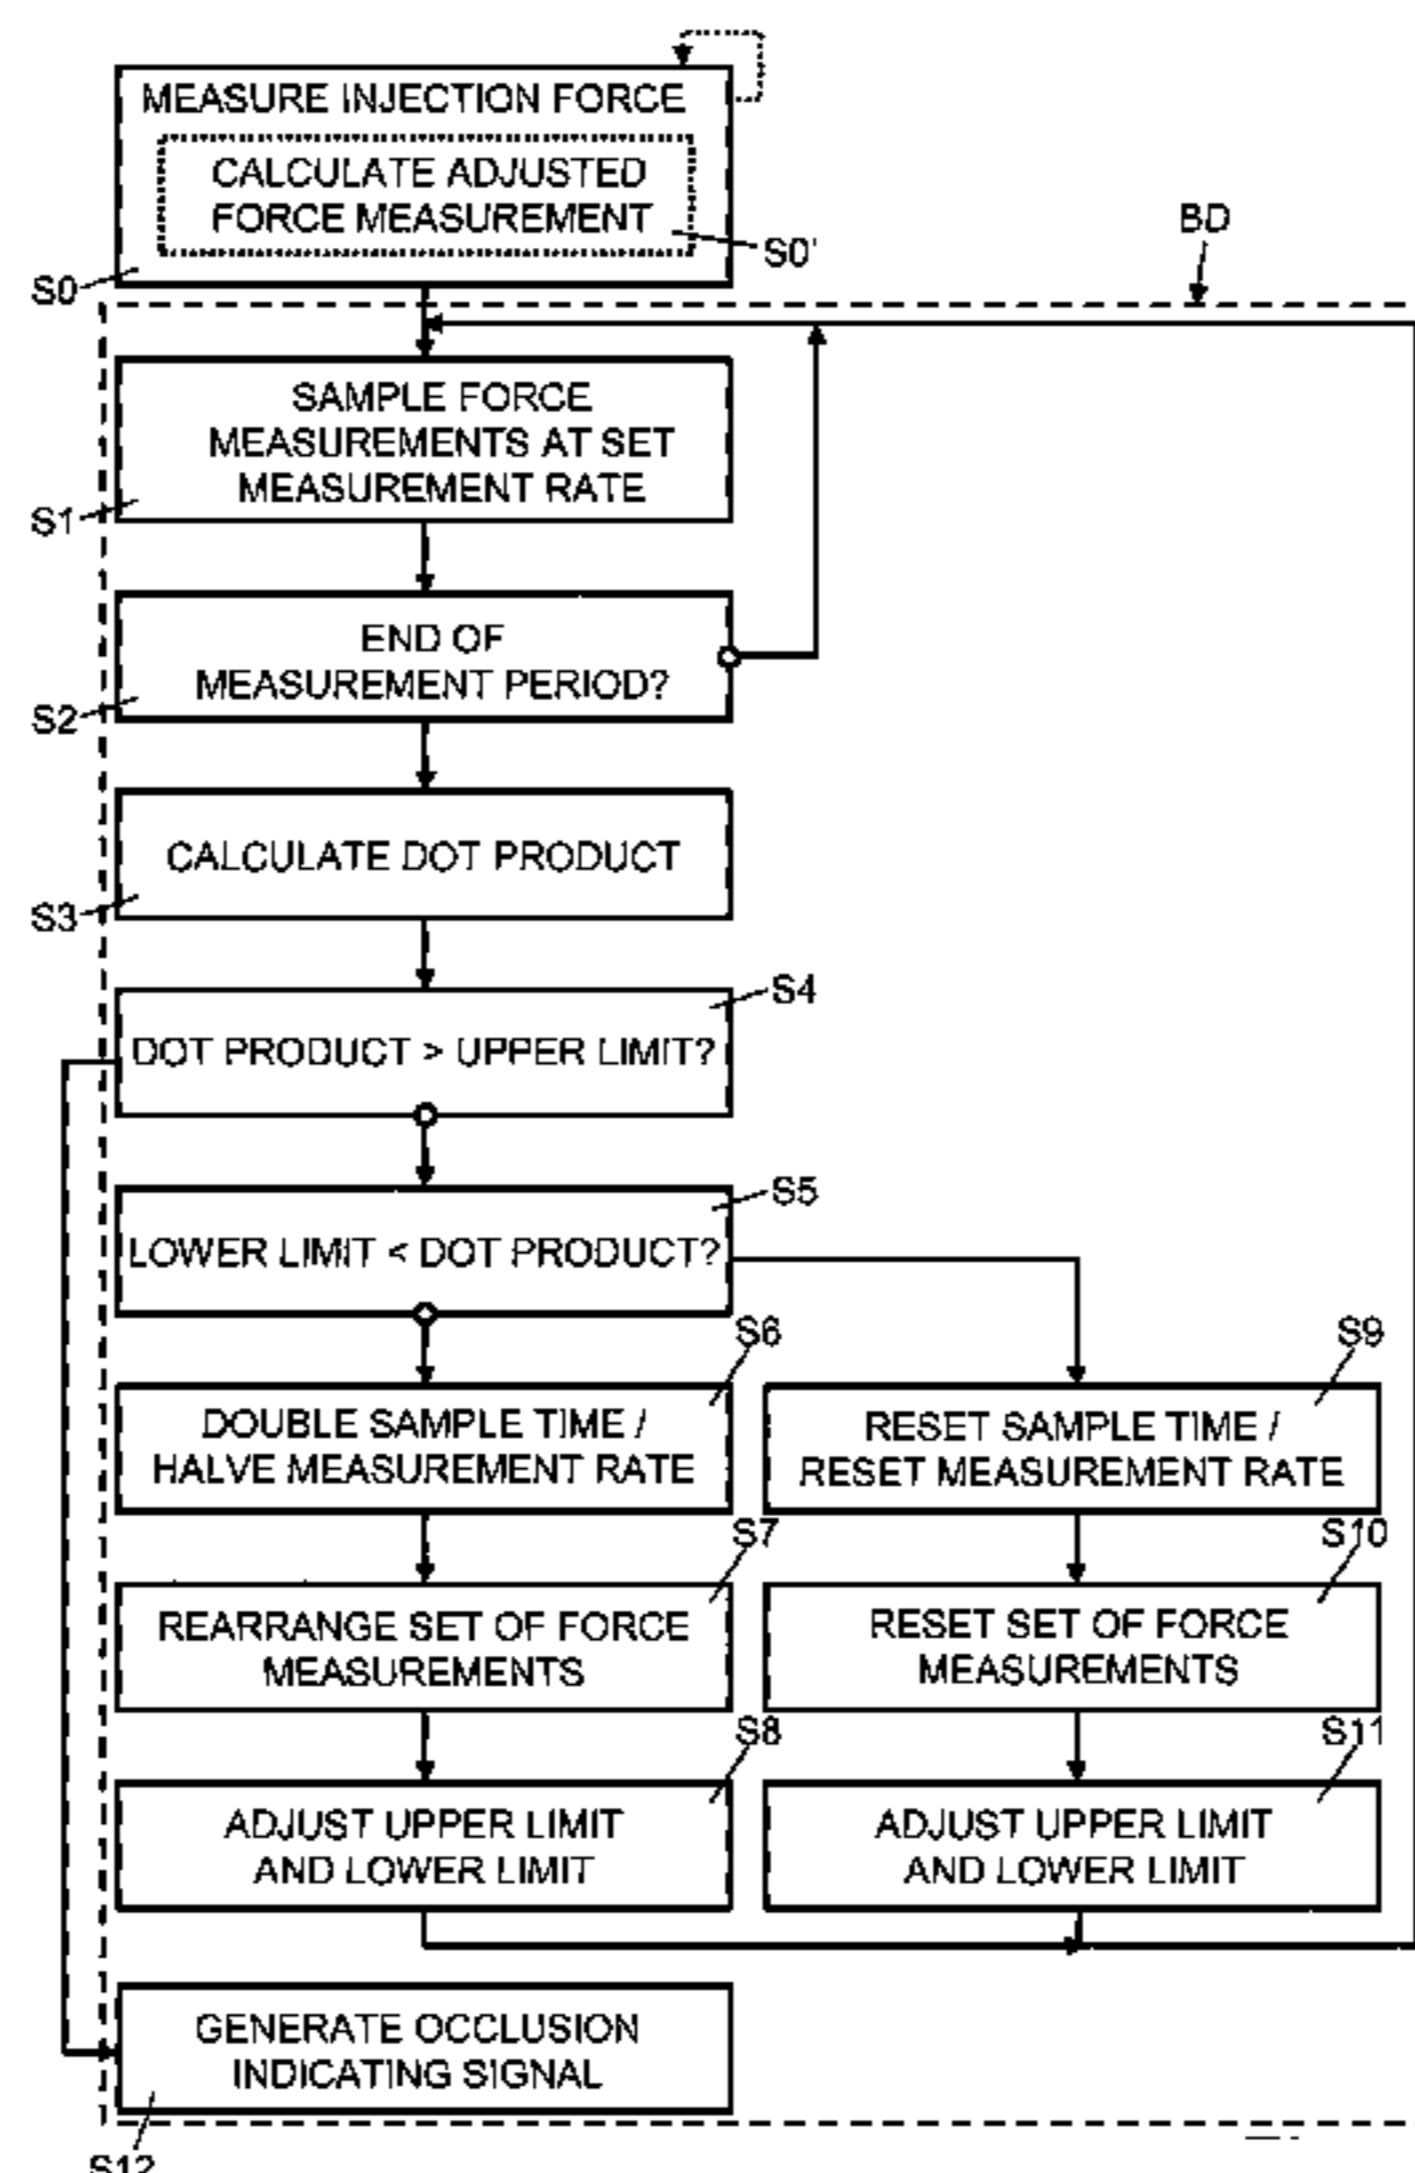 MEASURE INJECTION FORCE
CALCULATE ADJUSTED
FORCE MEASUREMENT
S0'
S0
BD
SAMPLE FORCE
MEASUREMENTS AT SET
MEASUREMENT RATE
S1
END OF
MEASUREMENT PERIOD?
S2
CALCULATE DOT PRODUCT
S3
S4
DOT PRODUCT > UPPER LIMIT?
S5
LOWER LIMIT < DOT PRODUCT?
S6
DOUBLE SAMPLE TIME /
HALVE MEASUREMENT RATE
S9
RESET SAMPLE TIME /
RESET MEASUREMENT RATE
S7
REARRANGE SET OF FORCE
MEASUREMENTS
S10
RESET SET OF FORCE
MEASUREMENTS
S8
ADJUST UPPER LIMIT
AND LOWER LIMIT
S11
ADJUST UPPER LIMIT
AND LOWER LIMIT
GENERATE OCCLUSION
INDICATING SIGNAL
S12